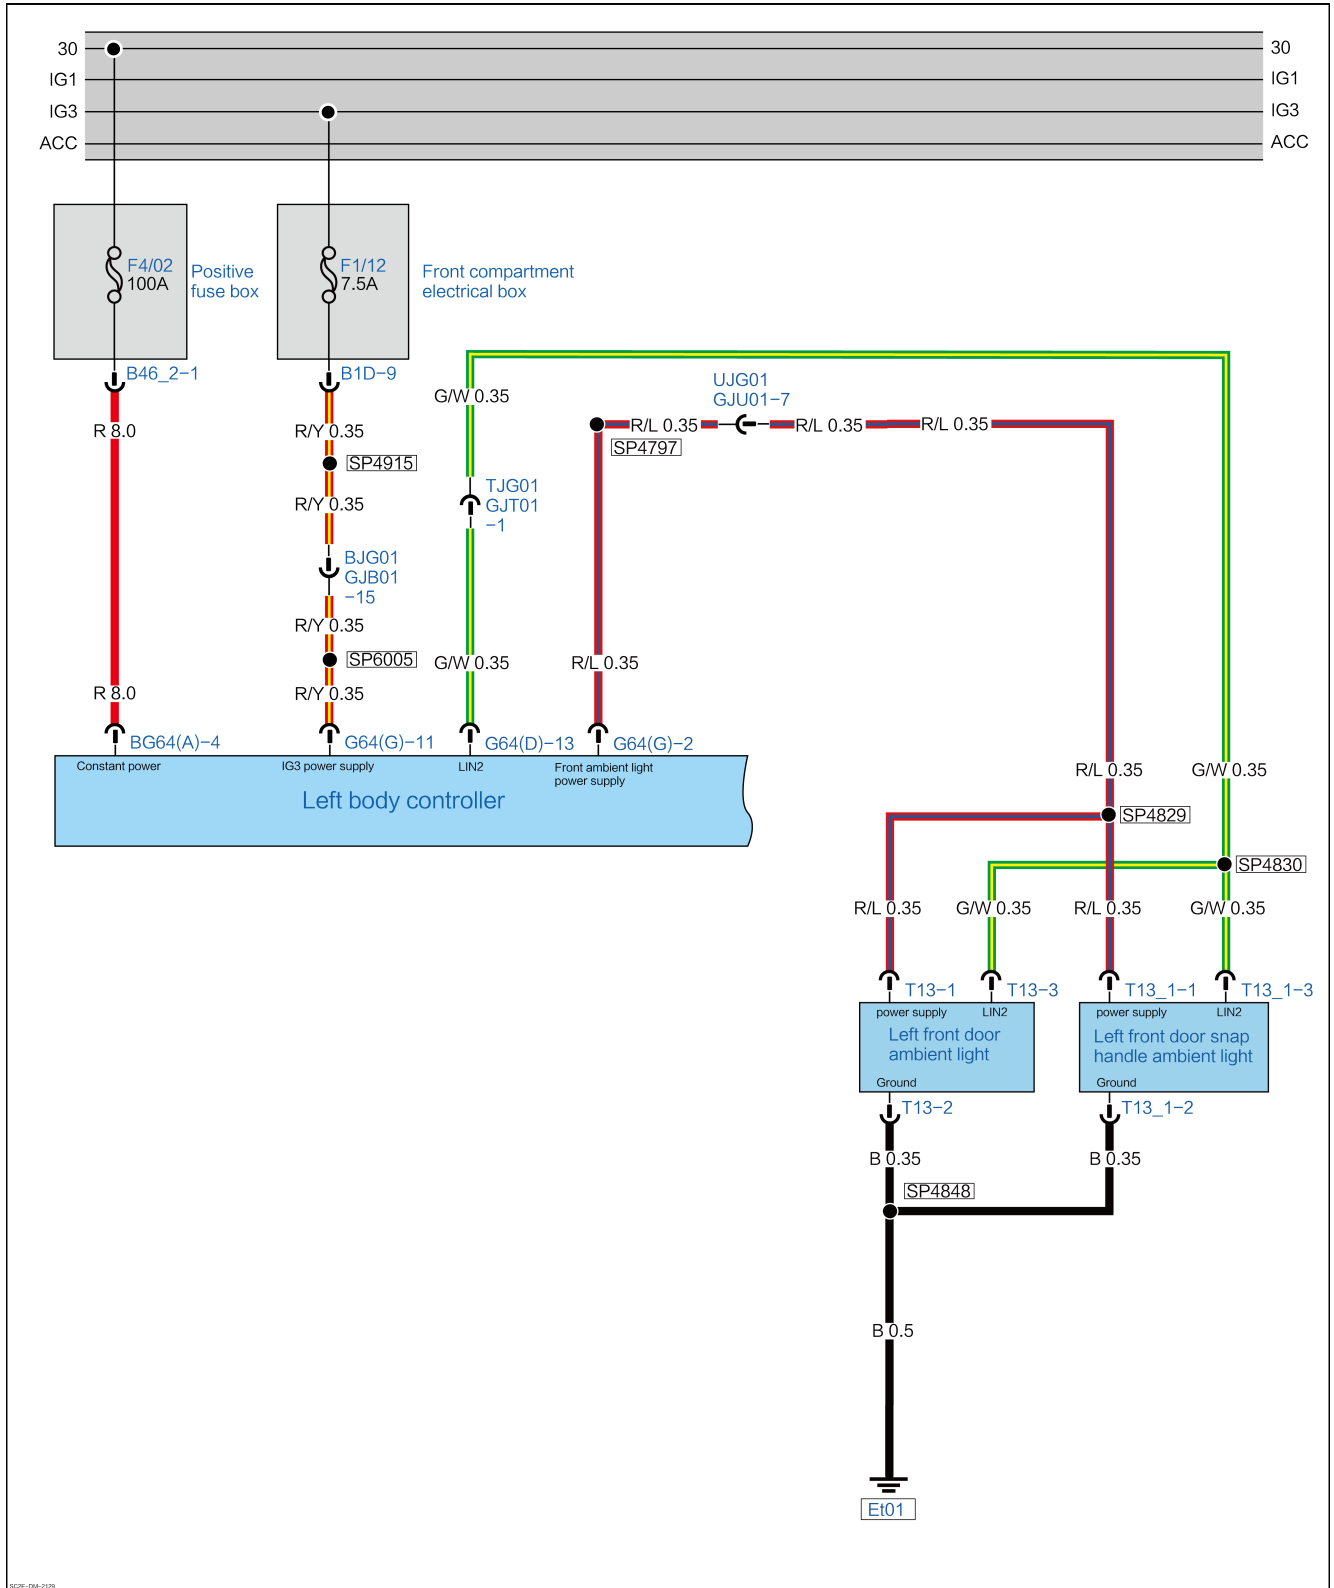 30
30
IG1
IG1
IG3
IG3
ACC
ACC
F4/02
100A
Positive
fuse box
F1/12
7.5A
Front compartment
electrical box
B46_2-1
B1D-9
UJG01
GJU01-7
G/W 0.35
R 8.0
R/Y 0.35
R/L 0.35
R/L 0.35
R/L 0.35
SP4797
SP4915
R/Y 0.35
TJG01
GJT01
-1
BJG01
GJB01
-15
R/Y 0.35
SP6005
G/W 0.35
R/L 0.35
R 8.0
R/Y 0.35
BG64(A)-4
G64(G)-11
G64(D)-13
G64(G)-2
Constant power
IG3 power supply
LIN2
Front ambient light
power supply
Left body controller
R/L 0.35
G/W 0.35
SP4829
SP4830
R/L 0.35
G/W 0.35
R/L 0.35
G/W 0.35
T13-1
T13-3
T13_1-1
T13_1-3
power supply
LIN2
power supply
LIN2
Left front door
ambient light
Left front door snap
handle ambient light
Ground
Ground
T13-2
T13_1-2
B 0.35
B 0.35
SP4848
B 0.5
Et01
SC2E-DM-2129